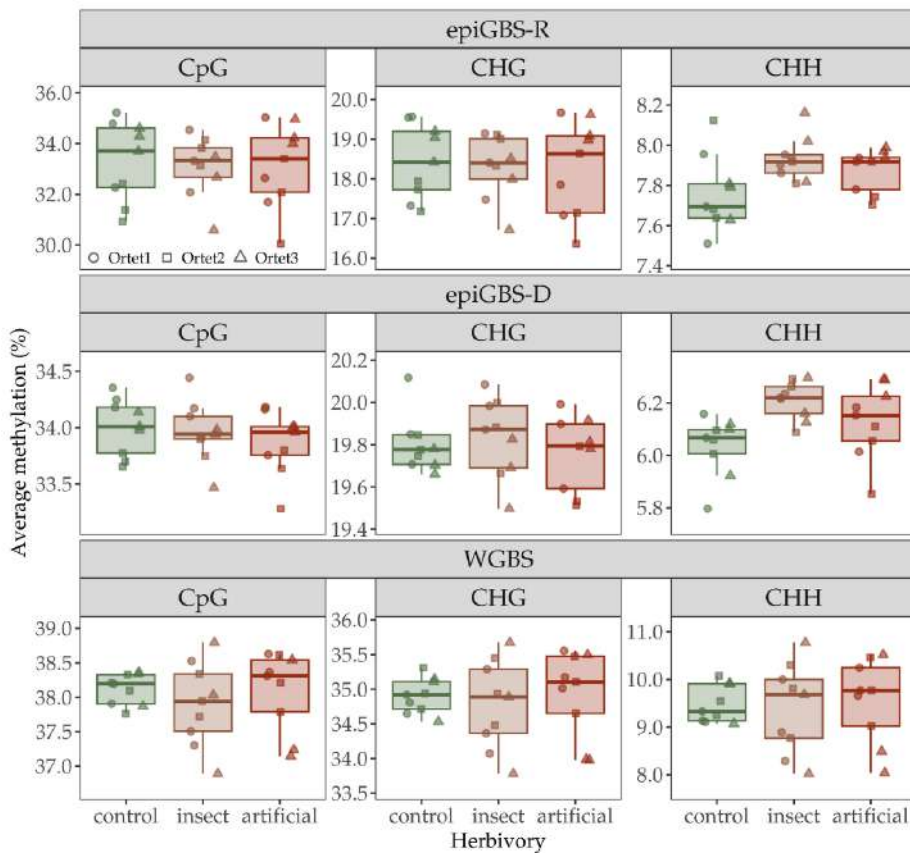 epiGBS-R
CpG CHG CHH
36.0 20.0 8.2
34.0 19.0 8.0
32.0 18.0 7.8
30.0 17.0 7.6
16.0 7.4
Ortet1 Ortet2 Ortet3
epiGBS-D
CpG CHG CHH
Average methylation (%)
34.5 20.2 6.2
34.0 20.0 6.0
33.5 19.8 5.8
19.6
19.4
WGBS
CpG CHG CHH
39.0 36.0 11.0
38.5 35.5 10.0
38.0 35.0 9.0
37.5 34.5 8.0
37.0 34.0
33.5
control insect artificial control insect artificial control insect artificial
Herbivory